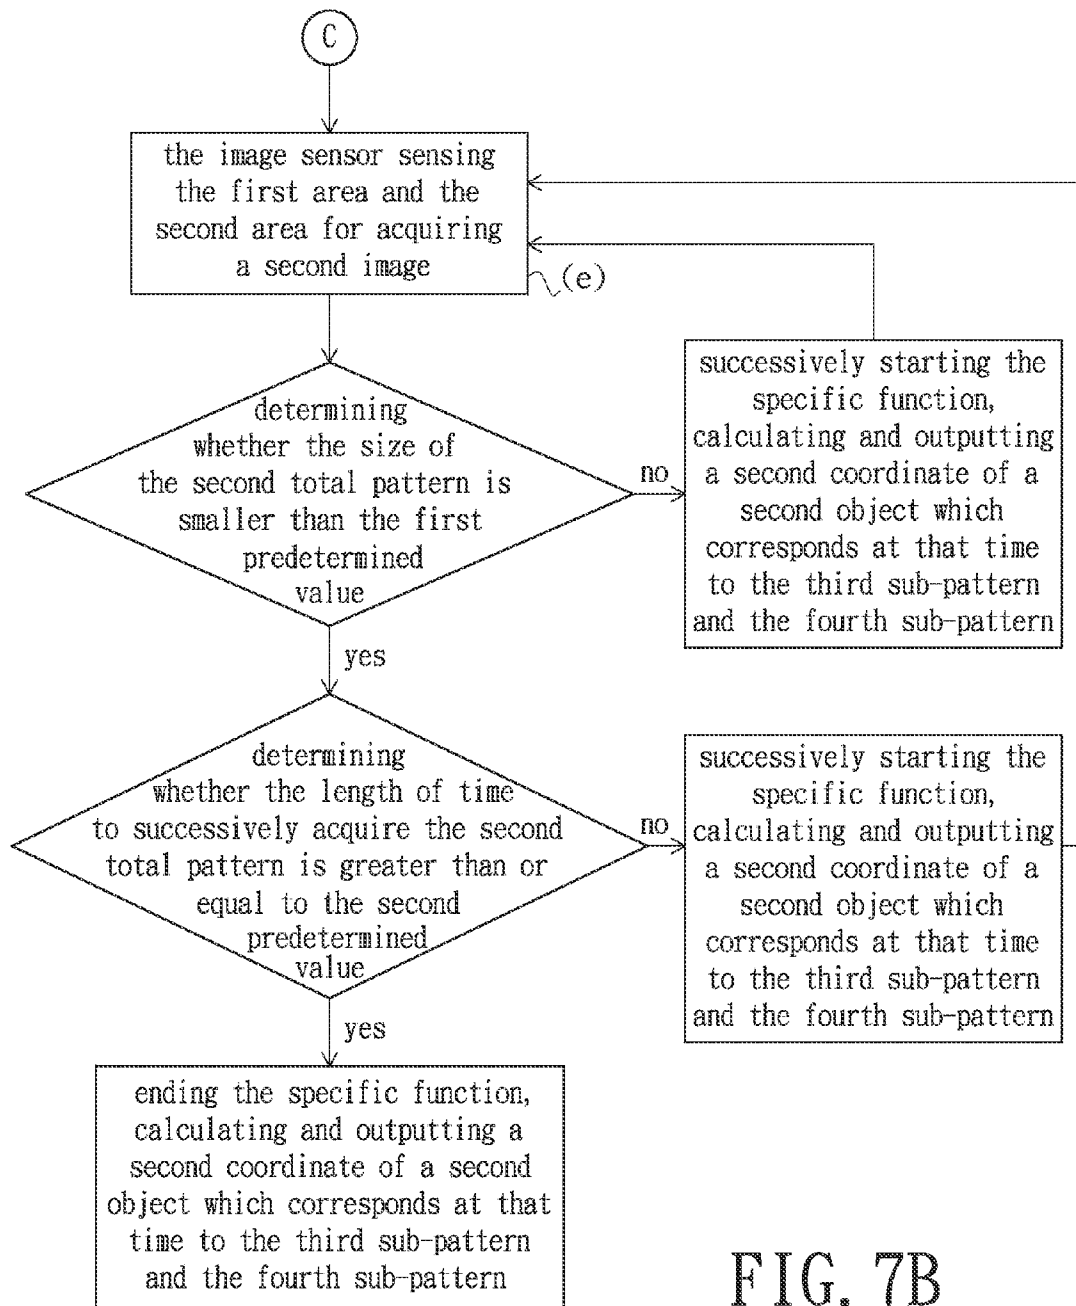 C
the image sensor sensing
the first area and the
second area for acquiring
a second image
(e)
determining
whether the size of
the second total pattern is
smaller than the first
predetermined
value
no
successively starting the
specific function,
calculating and outputting
a second coordinate of a
second object which
corresponds at that time
to the third sub-pattern
and the fourth sub-pattern
yes
determining
whether the length of time
to successively acquire the second
total pattern is greater than or
equal to the second
predetermined
value
no
successively starting the
specific function,
calculating and outputting
a second coordinate of a
second object which
corresponds at that time
to the third sub-pattern
and the fourth sub-pattern
yes
ending the specific function,
calculating and outputting a
second coordinate of a second
object which corresponds at that
time to the third sub-pattern
and the fourth sub-pattern
FIG. 7B